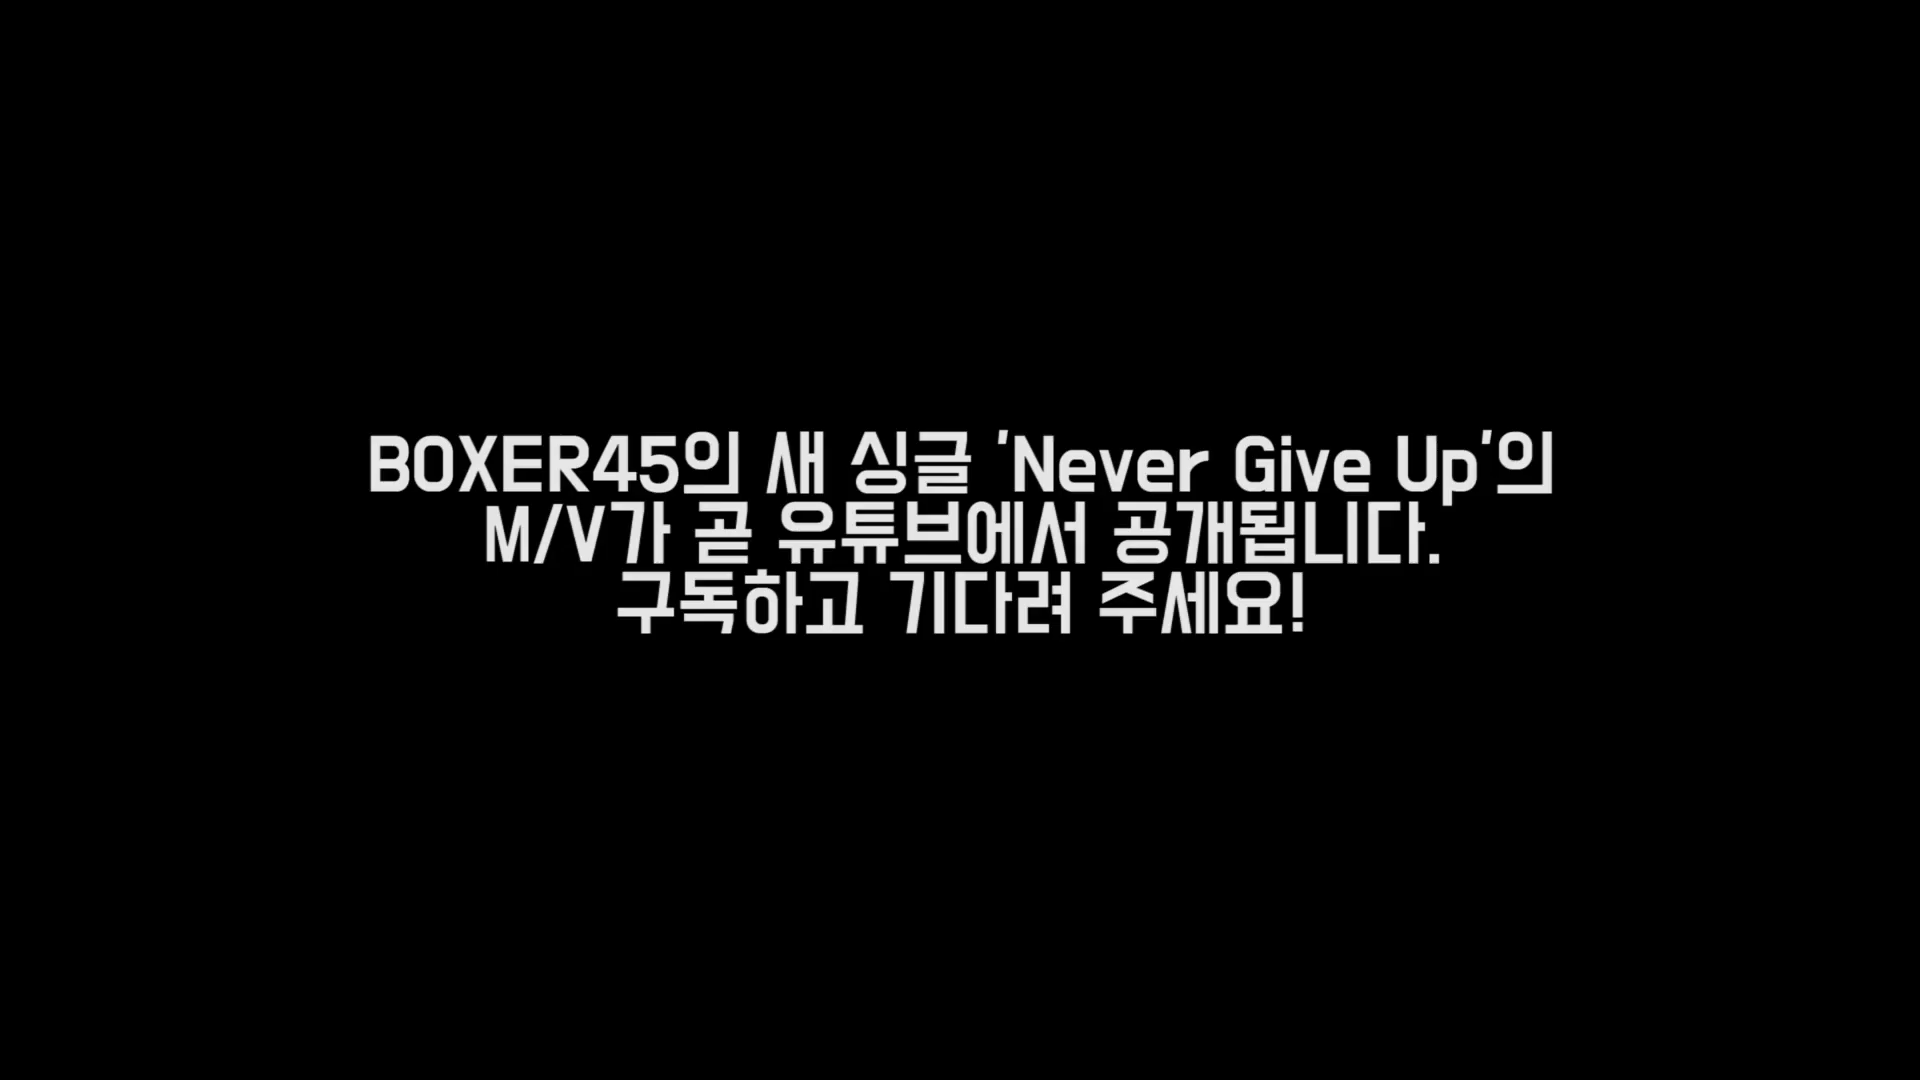 BOXER45의 새 싱글 'Never Give Up'의
M/V가 곧 유튜브에서 공개됩니다.
구독하고 기다려 주세요!